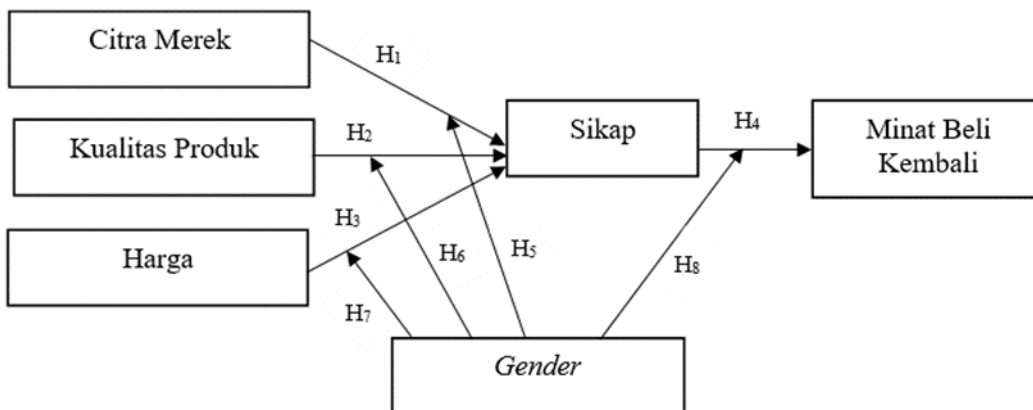 Citra Merek
H₁
Kualitas Produk
H₂
Sikap
H₄
Minat Beli
Kembali
Harga
H₃
H₆
H₅
H₈
H₇
Gender